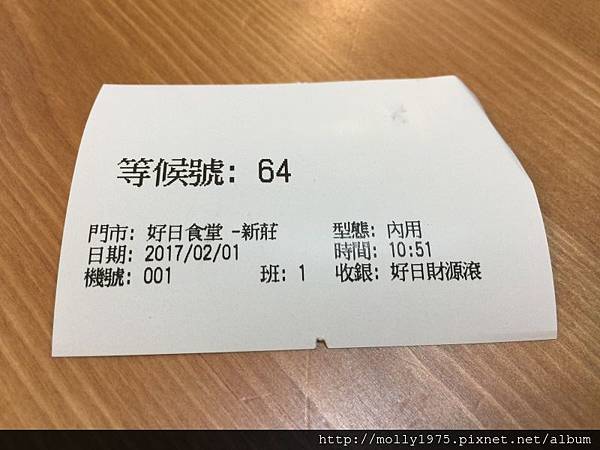 等候號: 64
門市: 好日食堂 -新莊 型態: 內用
日期: 2017/02/01 時間: 10:51
機號: 001 班: 1 收銀: 好日財源滾
http://molly1975.pixnet.net/album